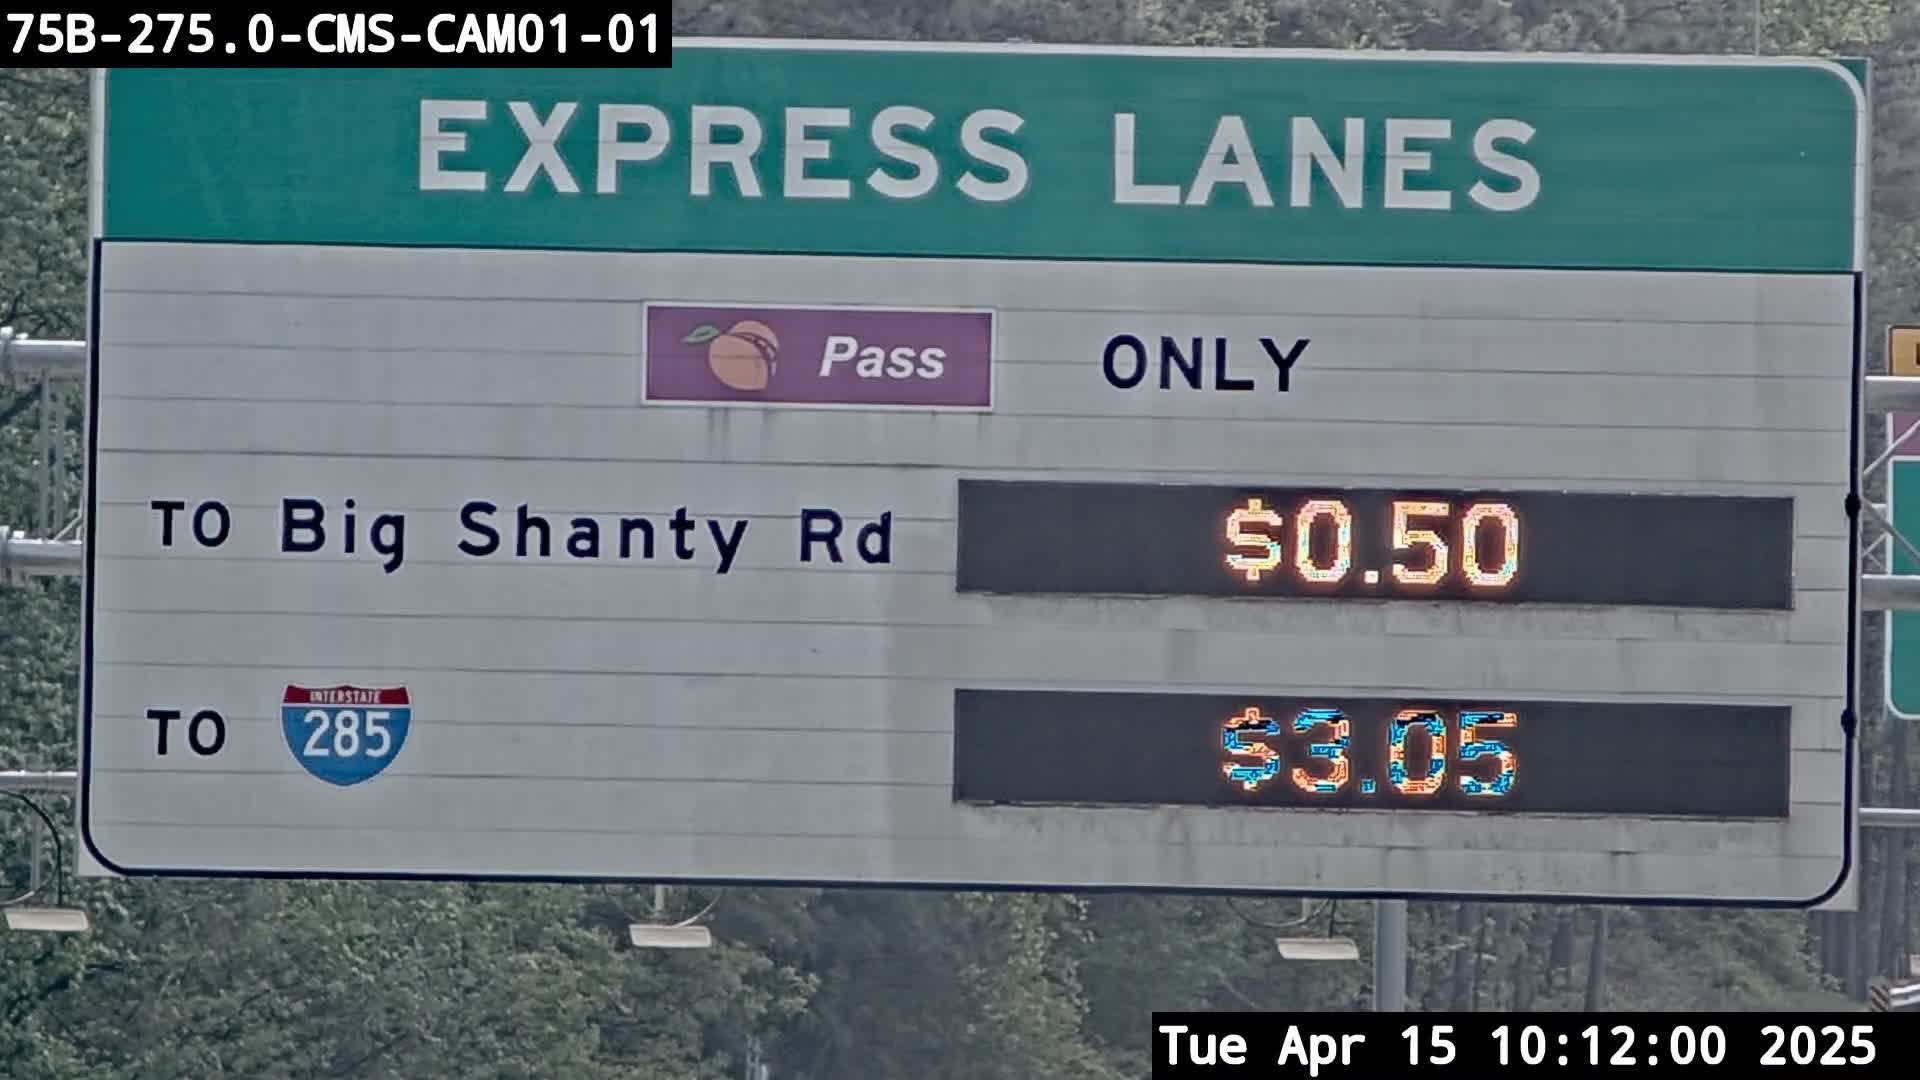 75B-275.0-CMS-CAM01-01
EXPRESS LANES
Pass ONLY
TO Big Shanty Rd $0.50
TO INTERSTATE 285 $3.05
Tue Apr 15 10:12:00 2025